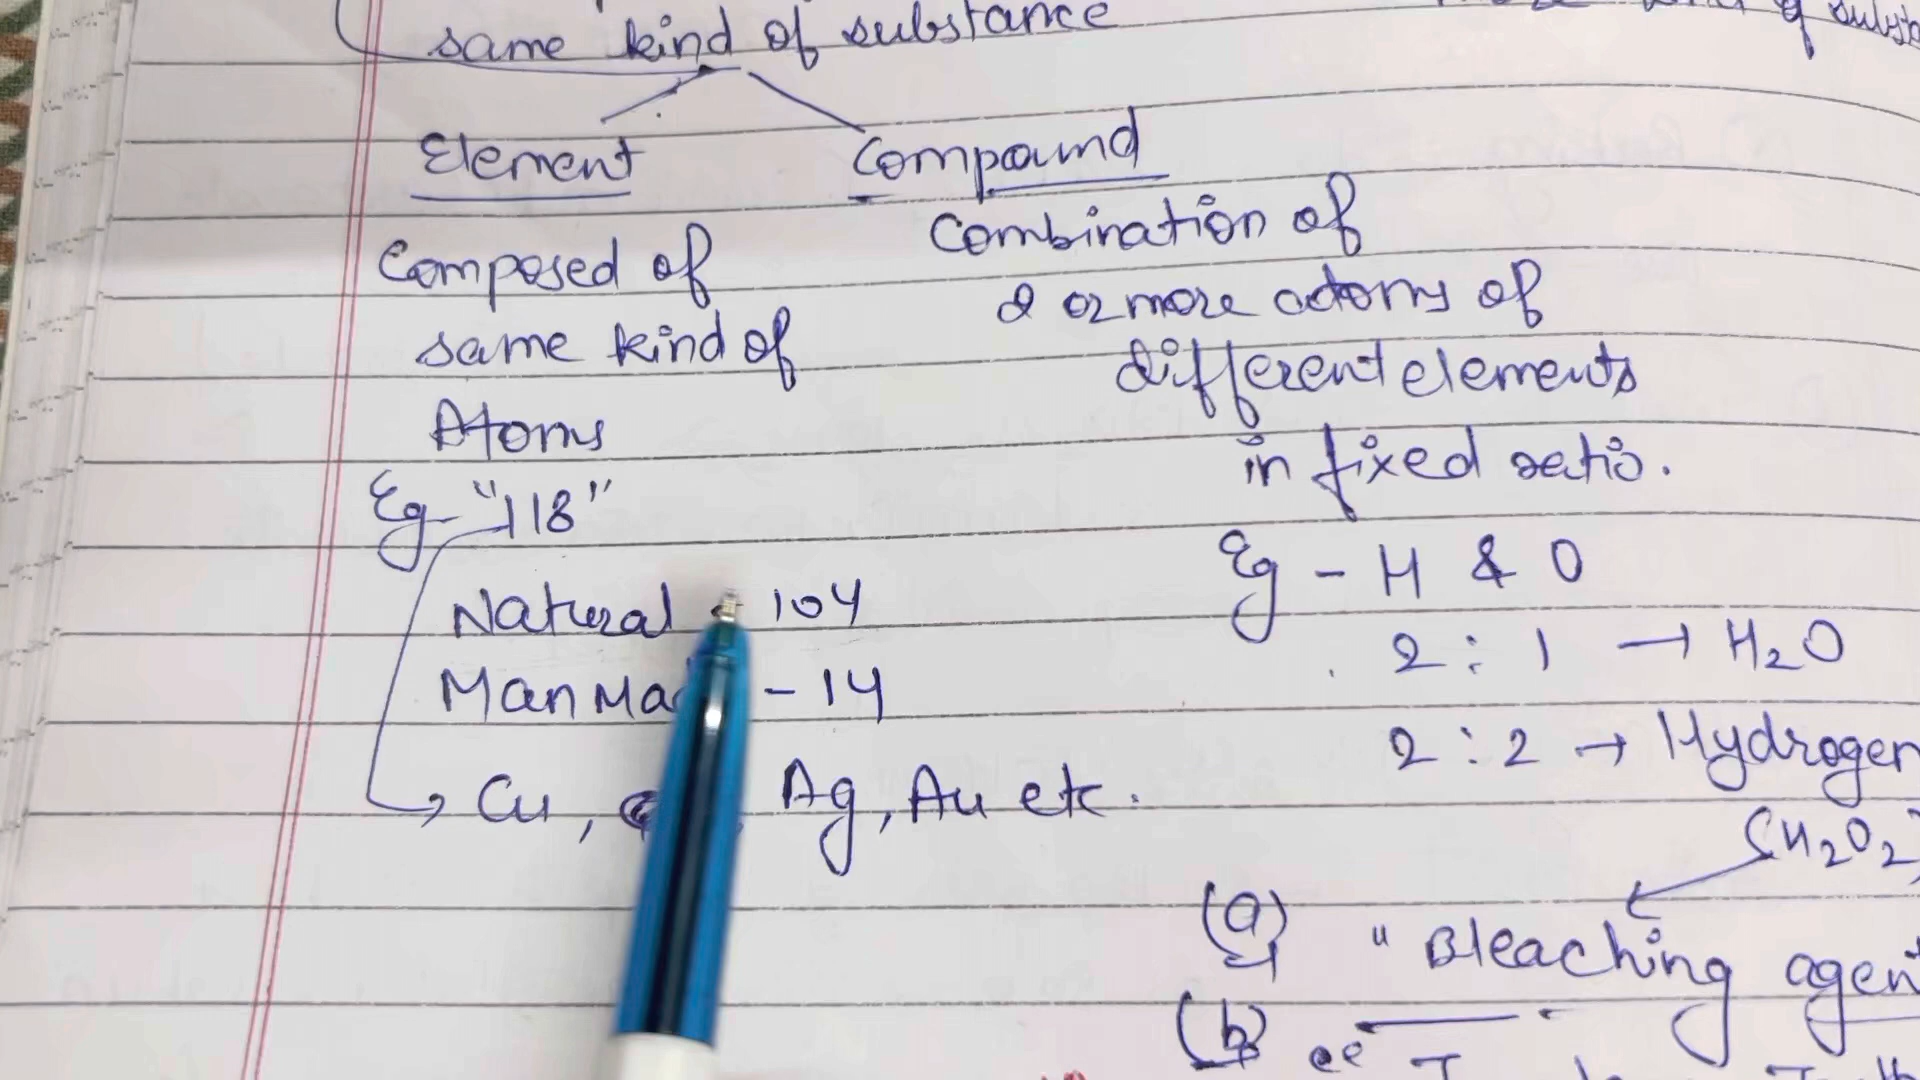 same kind of substance
Element
Composed of
same kind of
Atoms
Eg - "118"
Natural - 104
Man Made - 14
Cu, Ag, Au etc.
Compound
Combination of
2 or more atoms of
different elements
in fixed ratio.
Eg - H & O
2 : 1 → H₂O
2 : 2 → Hydrogen
(H₂O₂)
(a) "Bleaching agent
(b)